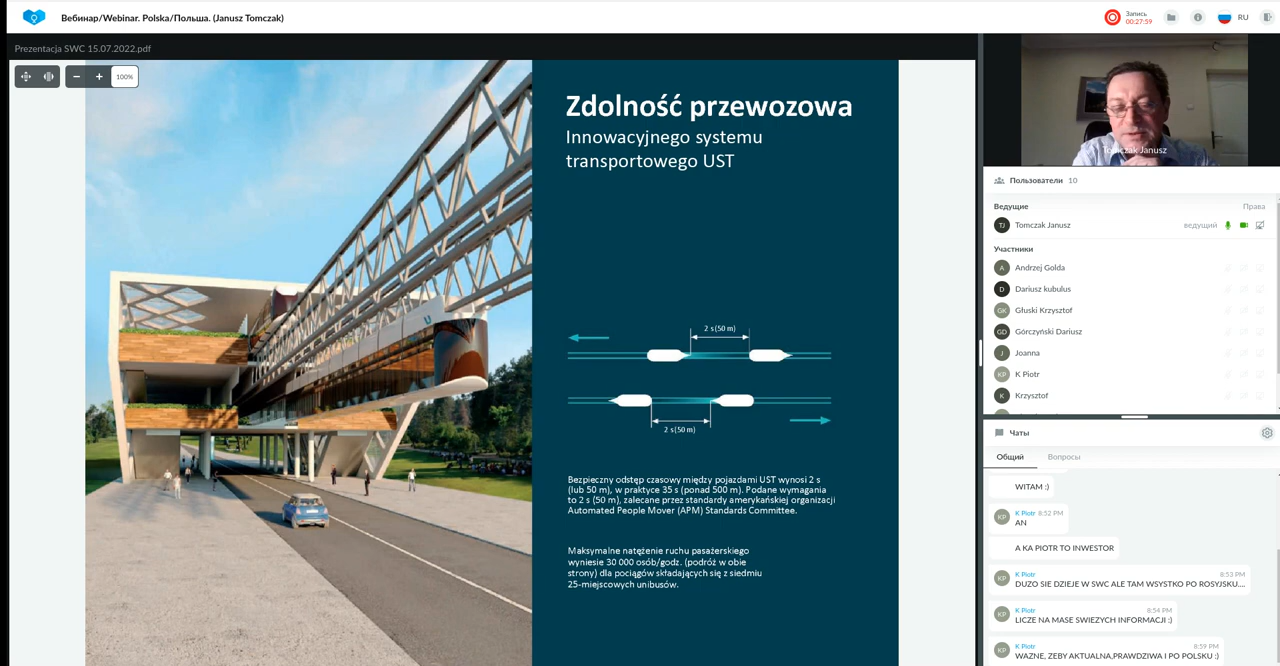 Вебинар/Webinar. Polska/Польша. (Janusz Tomczak)
Запись
00:27:59
RU
Prezentacja SWC 15.07.2022.pdf
100%
Zdolność przewozowa
Innowacyjnego systemu
transportowego UST
2 s (50 m)
2 s (50 m)
Bezpieczny odstęp czasowy między pojazdami UST wynosi 2 s
(lub 50 m), w praktyce 35 s (ponad 500 m). Podane wymagania
to 2 s (50 m), zalecane przez standardy amerykańskiej organizacji
Automated People Mover (APM) Standards Committee.
Maksymalne natężenie ruchu pasażerskiego
wyniesie 30 000 osób/godz. (podróż w obie
strony) dla pociągów składających się z siedmiu
25-miejscowych unibusów.
Tomczak Janusz
Пользователи 10
Ведущие Права
TJ Tomczak Janusz ведущий
Участники
A Andrzej Golda
D Dariusz kubulus
GK Głuski Krzysztof
GD Górczyński Dariusz
J Joanna
KP K Piotr
K Krzysztof
Чаты
Общий Вопросы
WITAM :)
KP K Piotr 8:52 PM
AN
A KA PIOTR TO INWESTOR
KP K Piotr 8:53 PM
DUZO SIE DZIEJE W SWC ALE TAM WSYSTKO PO ROSYJSKU....
KP K Piotr 8:54 PM
LICZE NA MASE SWIEZYCH INFORMACJI :)
KP K Piotr 8:59 PM
WAZNE, ZEBY AKTUALNA,PRAWDZIWA I PO POLSKU :)